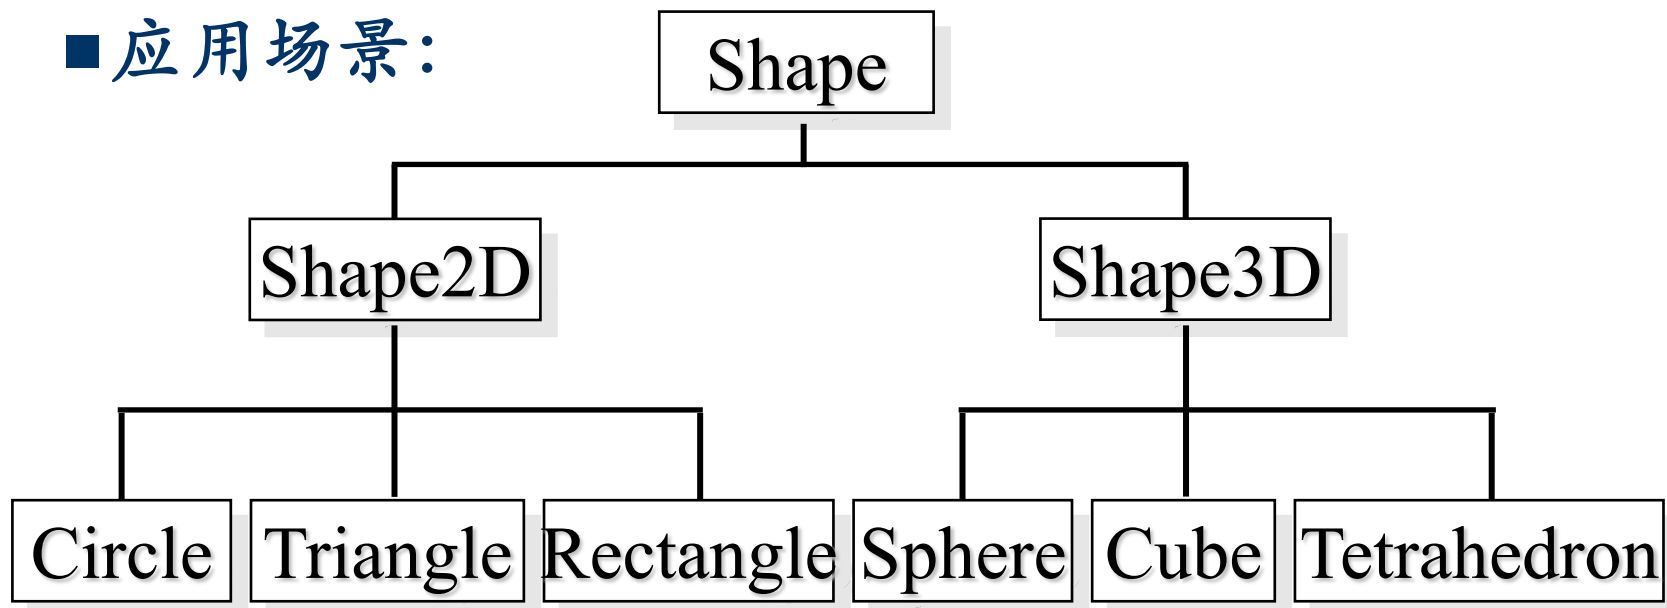 ■应用场景:
Shape
Shape2D Shape3D
Circle Triangle Rectangle Sphere Cube Tetrahedron